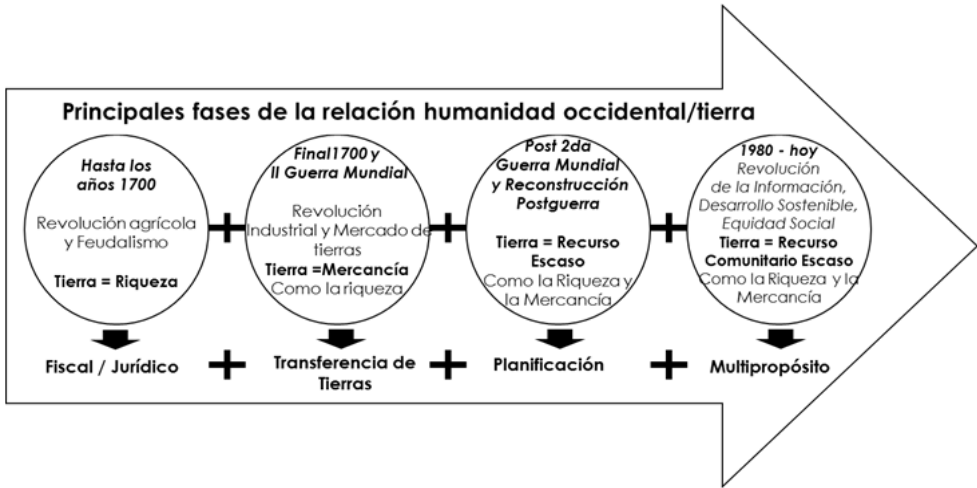 Principales fases de la relación humanidad occidental/tierra
Hasta los
años 1700
Revolución agrícola
y Feudalismo
Tierra = Riqueza
+
Final1700 y
II Guerra Mundial
Revolución
Industrial y Mercado de
tierras
Tierra =Mercancía
Como la riqueza
+
Post 2da
Guerra Mundial
y Reconstrucción
Postguerra
Tierra = Recurso
Escaso
Como la Riqueza y
la Mercancía
+
1980 - hoy
Revolución
de la Información,
Desarrollo Sostenible,
Equidad Social
Tierra = Recurso
Comunitario Escaso
Como la Riqueza y la
Mercancía
Fiscal / Jurídico
+
Transferencia de
Tierras
+
Planificación
+
Multipropósito